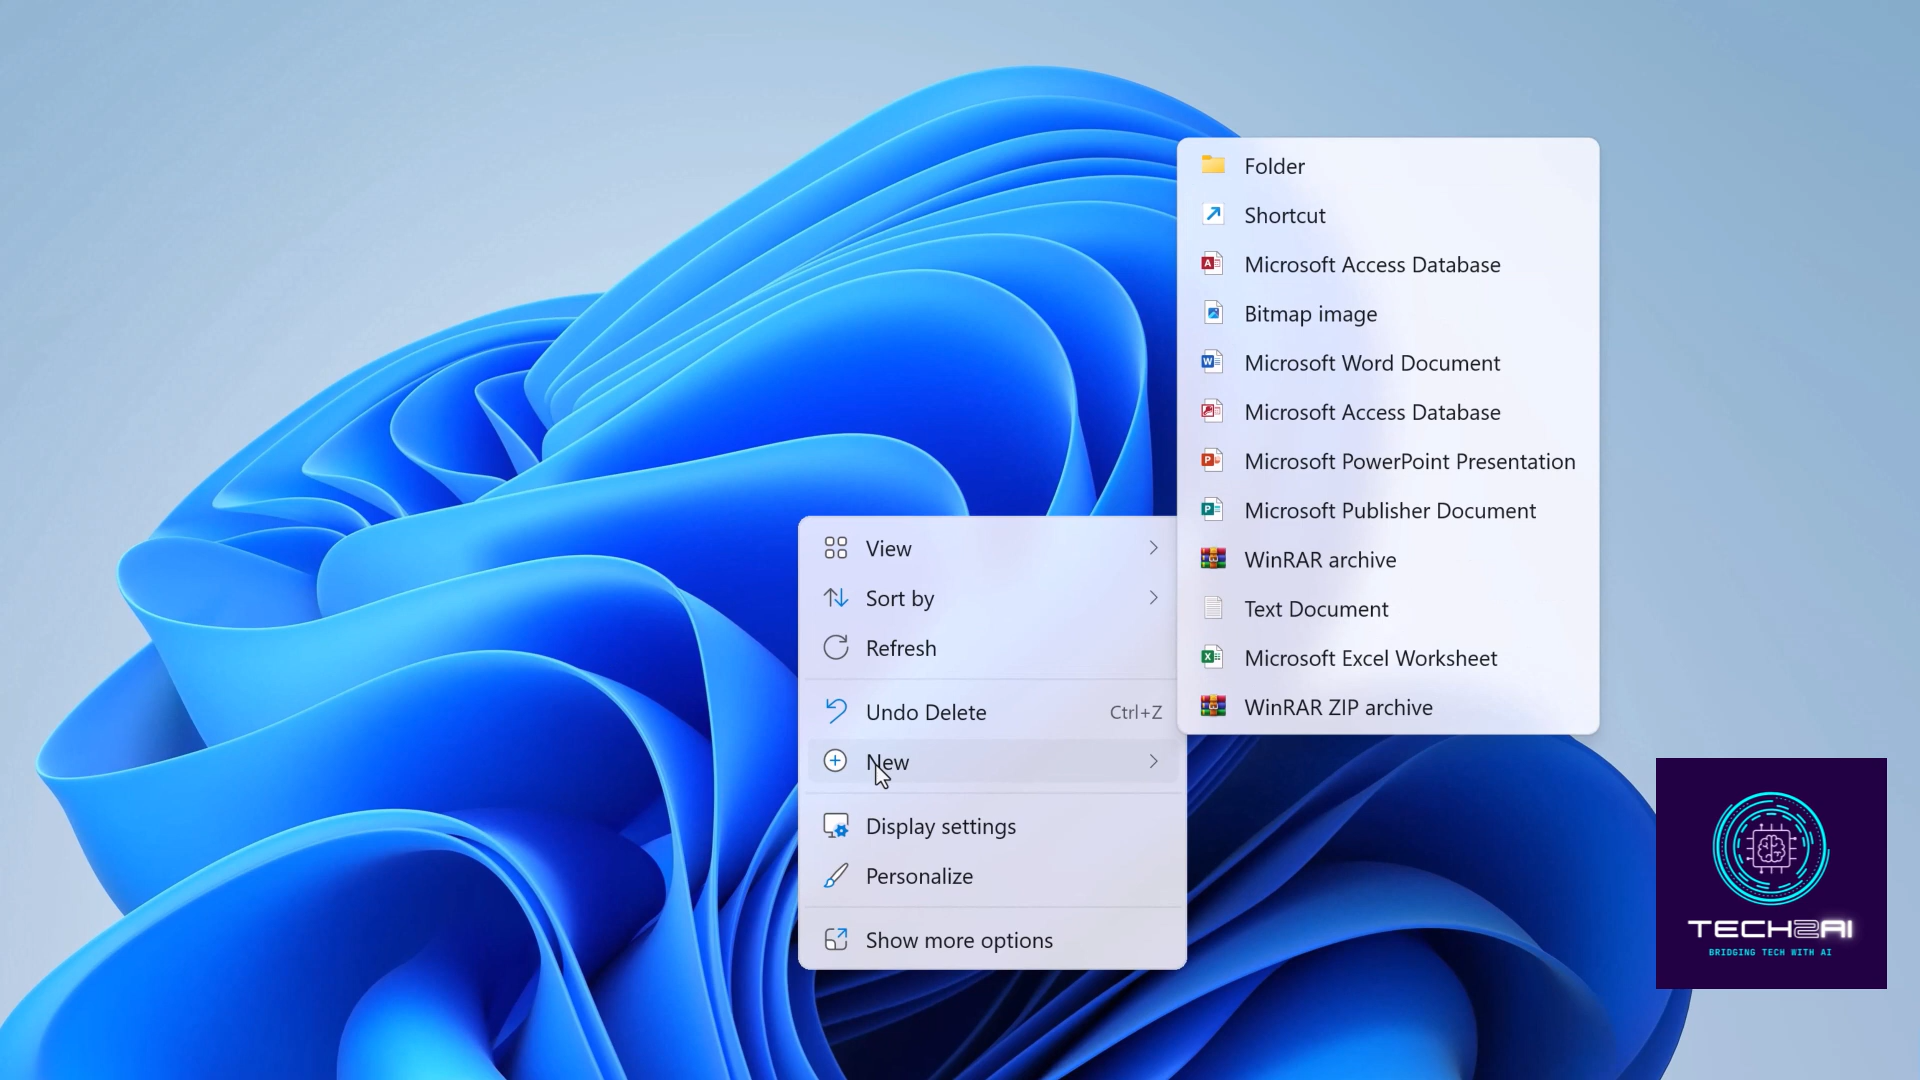 Folder
Shortcut
Microsoft Access Database
Bitmap image
Microsoft Word Document
Microsoft Access Database
Microsoft PowerPoint Presentation
Microsoft Publisher Document
WinRAR archive
Text Document
Microsoft Excel Worksheet
WinRAR ZIP archive
View
Sort by
Refresh
Undo Delete Ctrl+Z
New
Display settings
Personalize
Show more options
TECH2AI
BRIDGING TECH WITH AI